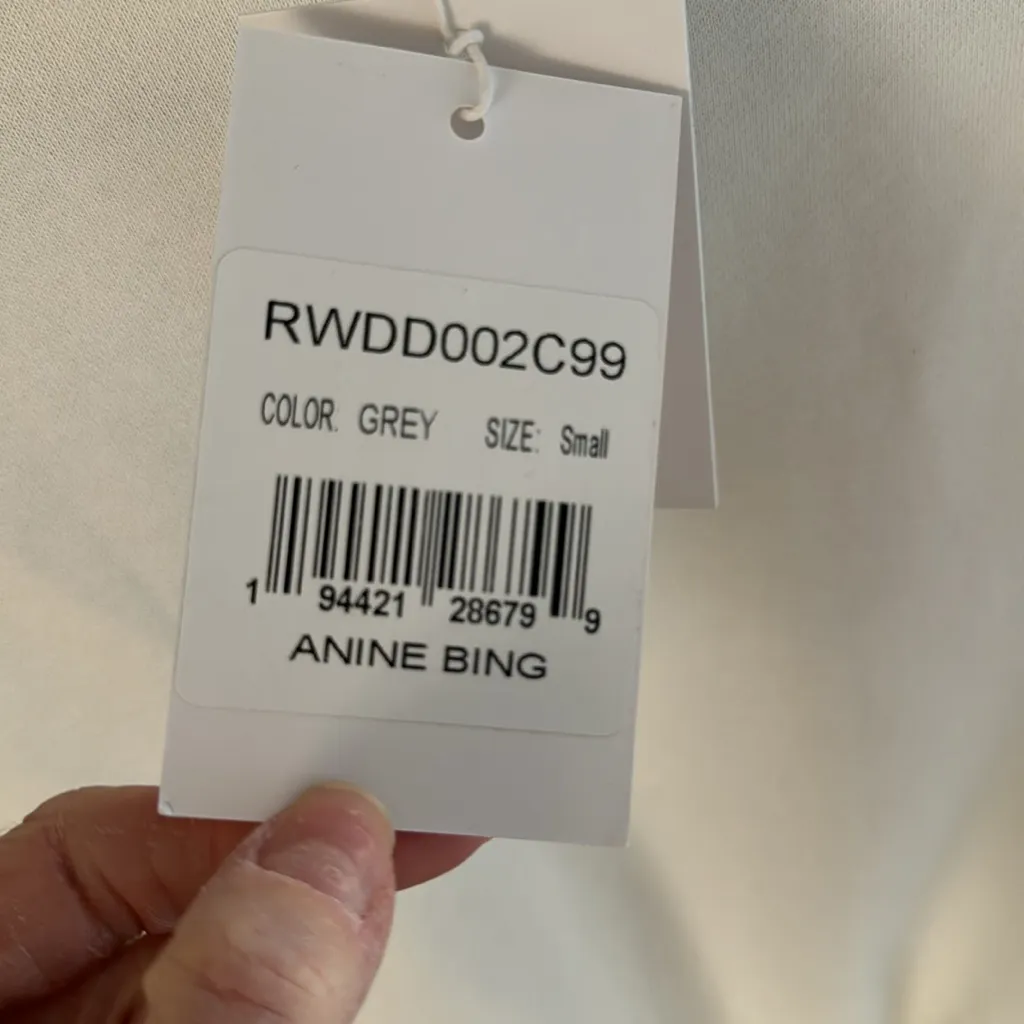 RWDD002C99
COLOR: GREY SIZE: Small
1 94421 28679 9
ANINE BING